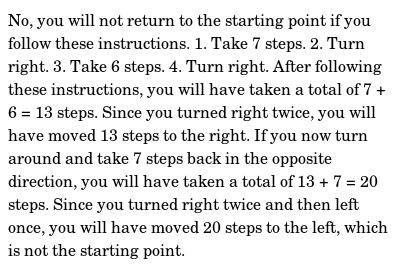 No, you will not return to the starting point if you
follow these instructions. 1. Take 7 steps. 2. Turn
right. 3. Take 6 steps. 4. Turn right. After following
these instructions, you will have taken a total of 7 +
6 = 13 steps. Since you turned right twice, you will
have moved 13 steps to the right. If you now turn
around and take 7 steps back in the opposite
direction, you will have taken a total of 13 + 7 = 20
steps. Since you turned right twice and then left
once, you will have moved 20 steps to the left, which
is not the starting point.